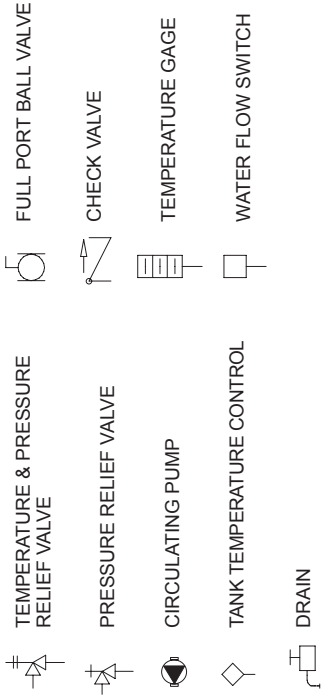 TEMPERATURE & PRESSURE
RELIEF VALVE
PRESSURE RELIEF VALVE
CIRCULATING PUMP
TANK TEMPERATURE CONTROL
DRAIN
FULL PORT BALL VALVE
CHECK VALVE
TEMPERATURE GAGE
WATER FLOW SWITCH